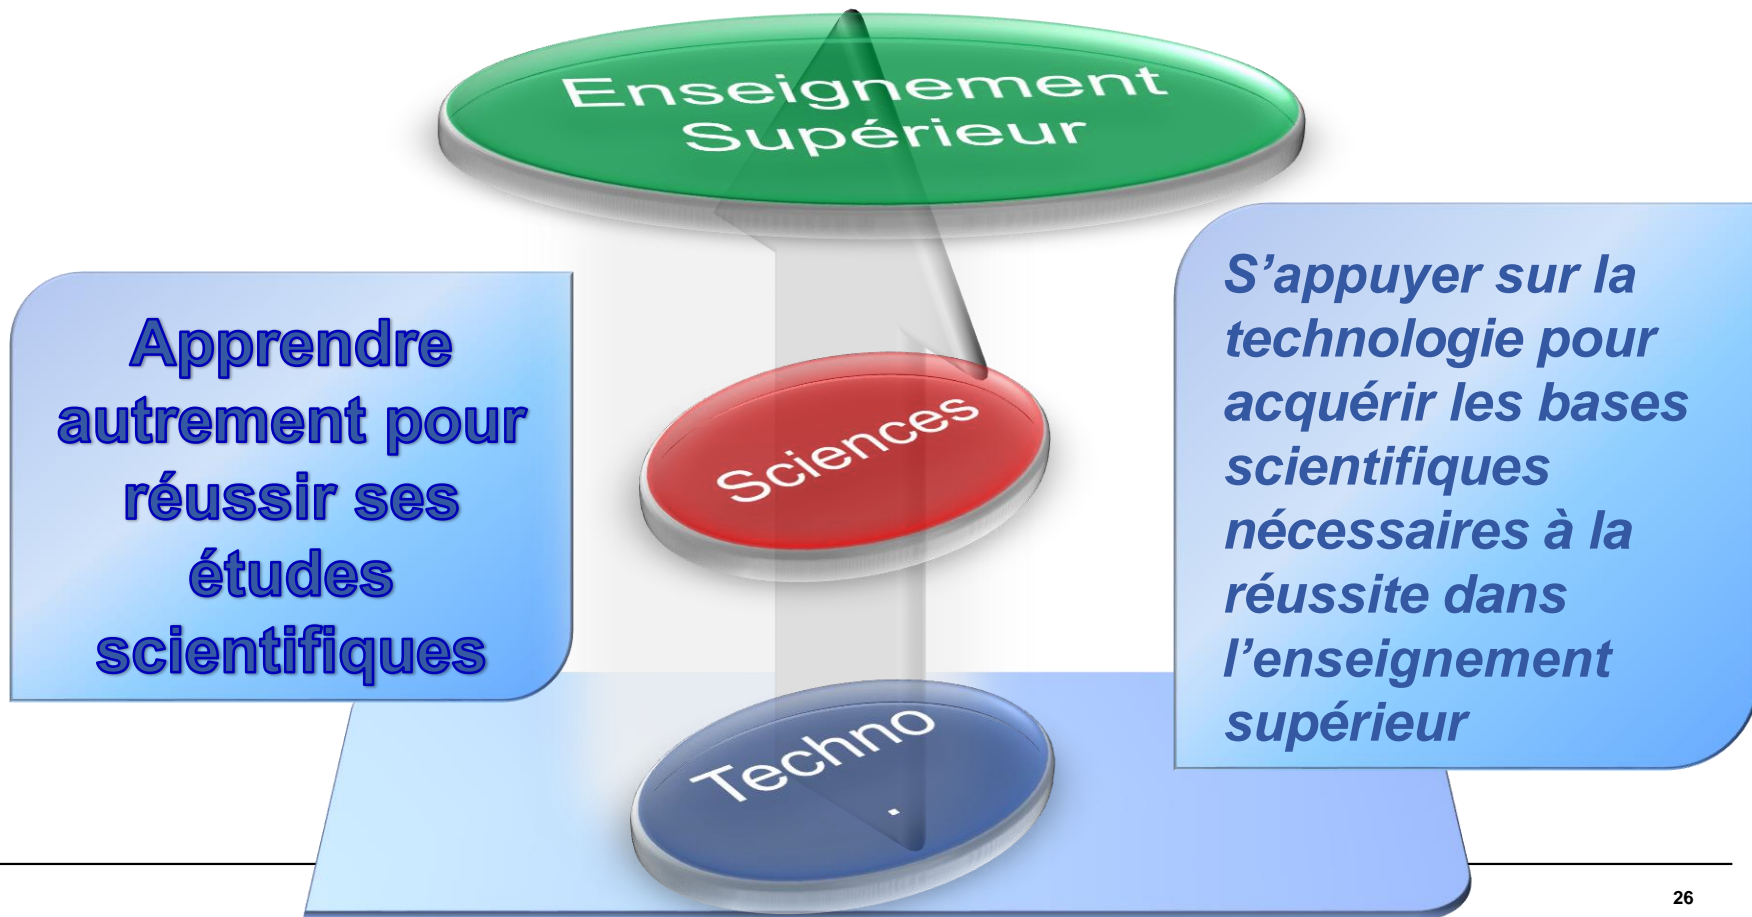 Enseignement
Supérieur
Apprendre
autrement pour
réussir ses
études
scientifiques
Sciences
Techno
.
S’appuyer sur la
technologie pour
acquérir les bases
scientifiques
nécessaires à la
réussite dans
l’enseignement
supérieur
26